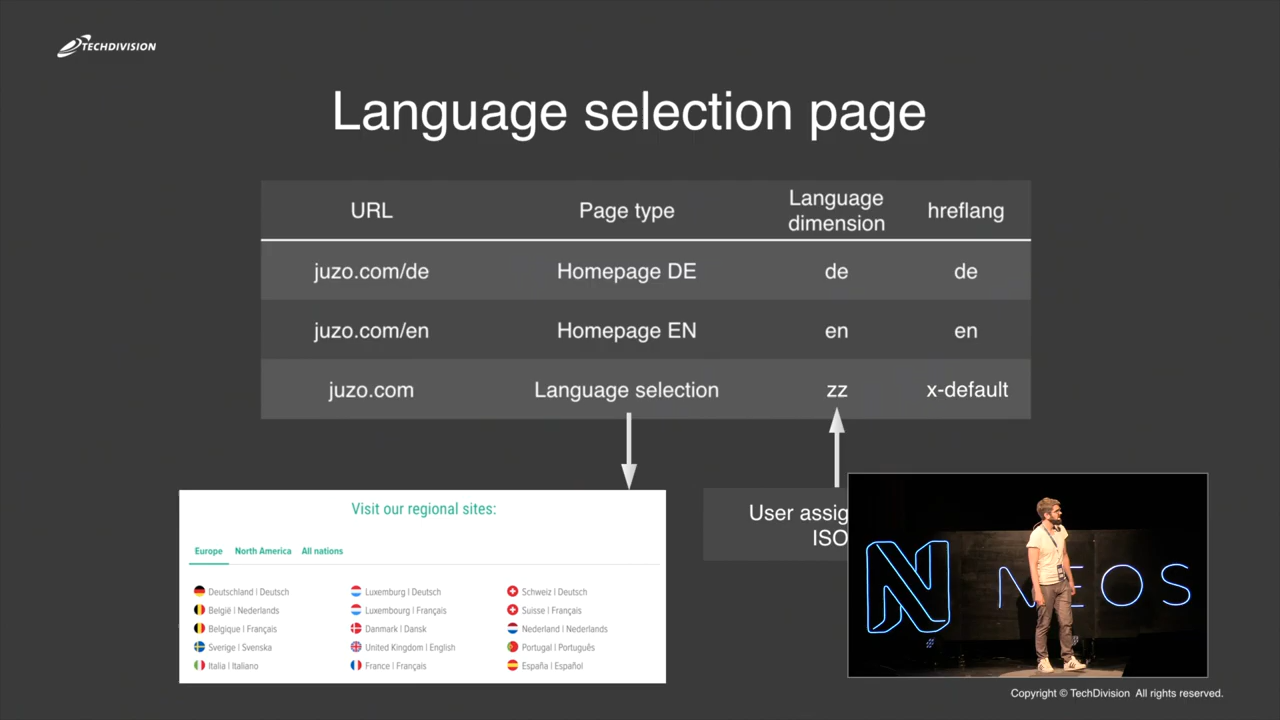 TECHDIVISION
Language selection page
URL
Page type
Language
dimension
hreflang
juzo.com/de
Homepage DE
de
de
juzo.com/en
Homepage EN
en
en
juzo.com
Language selection
zz
x-default
Visit our regional sites:
Europe
North America
All nations
Deutschland | Deutsch
Luxemburg | Deutsch
Schweiz | Deutsch
België | Nederlands
Luxembourg | Français
Suisse | Français
Belgique | Français
Danmark | Dansk
Nederland | Nederlands
Sverige | Svenska
United Kingdom | English
Portugal | Português
Italia | Italiano
France | Français
España | Español
User assig
ISO
NEOS
Copyright © TechDivision All rights reserved.